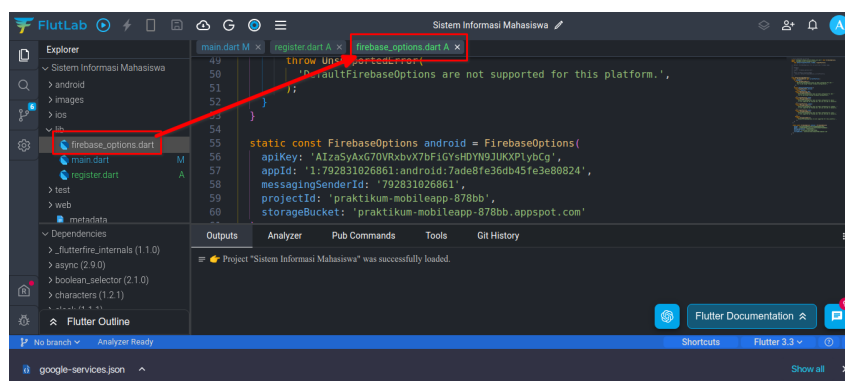 FlutLab
Sistem Informasi Mahasiswa
A
Explorer
main.dart M × register.dart A × firebase_options.dart A ×
Sistem Informasi Mahasiswa
> android
> images
> ios
lib
firebase_options.dart
main.dart M
register.dart A
> test
> web
metadata
6
49 throw UnsupportedError(
50 'DefaultFirebaseOptions are not supported for this platform.',
51 );
52 }
53 }
54
55 static const FirebaseOptions android = FirebaseOptions(
56 apiKey: 'AIzaSyAxG7OVRxbvX7bFiGYsHDYN9JUKXPlybCg',
57 appId: '1:792831026861:android:7ade8fe36db45fe3e80824',
58 messagingSenderId: '792831026861',
59 projectId: 'praktikum-mobileapp-878bb',
60 storageBucket: 'praktikum-mobileapp-878bb.appspot.com'
Dependencies
> _flutterfire_internals (1.1.0)
> async (2.9.0)
> boolean_selector (2.1.0)
> characters (1.2.1)
Flutter Outline
Outputs Analyzer Pub Commands Tools Git History
Project "Sistem Informasi Mahasiswa" was successfully loaded.
Flutter Documentation
No branch Analyzer Ready Shortcuts Flutter 3.3
google-services.json Show all